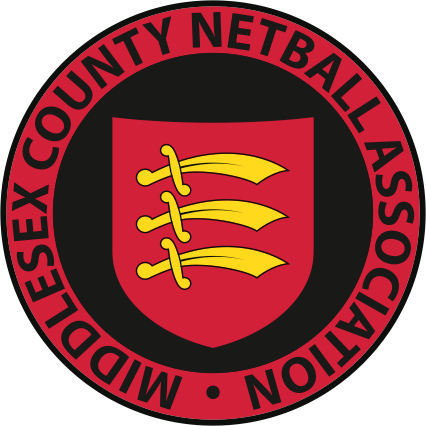 MIDDLESEX COUNTY NETBALL ASSOCIATION •